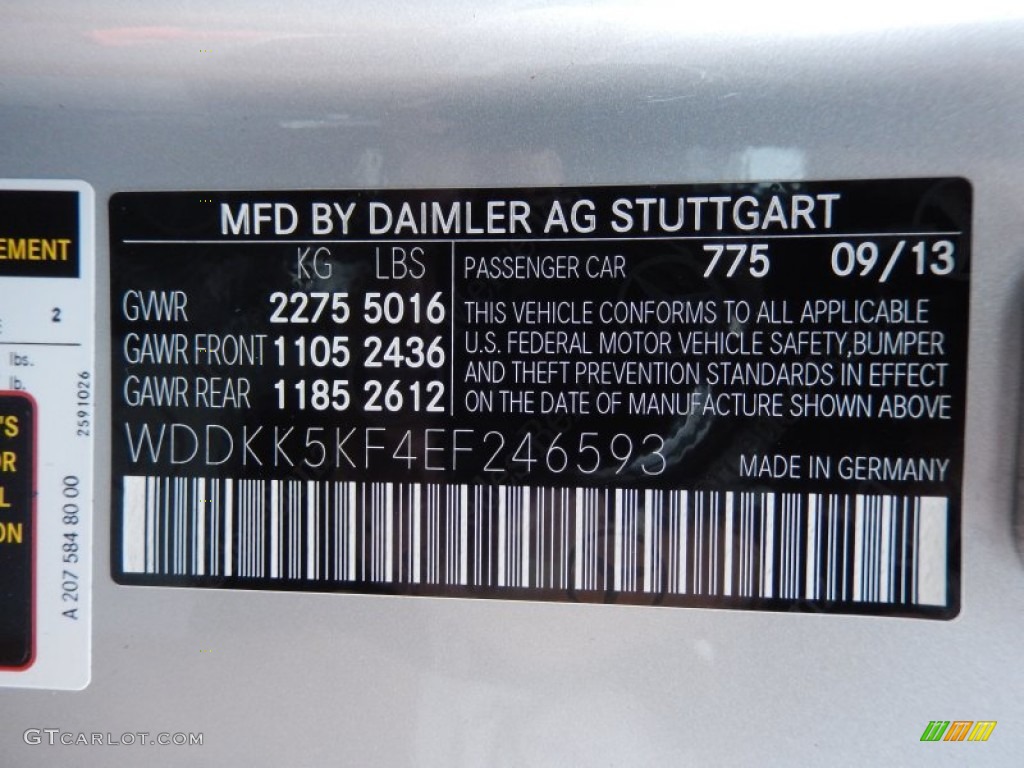 MFD BY DAIMLER AG STUTTGART
KG LBS
GVWR 2275 5016
GAWR FRONT 1105 2436
GAWR REAR 1185 2612
PASSENGER CAR 775 09/13
THIS VEHICLE CONFORMS TO ALL APPLICABLE
U.S. FEDERAL MOTOR VEHICLE SAFETY,BUMPER
AND THEFT PREVENTION STANDARDS IN EFFECT
ON THE DATE OF MANUFACTURE SHOWN ABOVE
WDDKK5KF4EF246593
MADE IN GERMANY
EMENT
2
lbs.
lb.
'S
OR
L
ON
2591026
A 207 584 80 00
GTCARLOT.COM